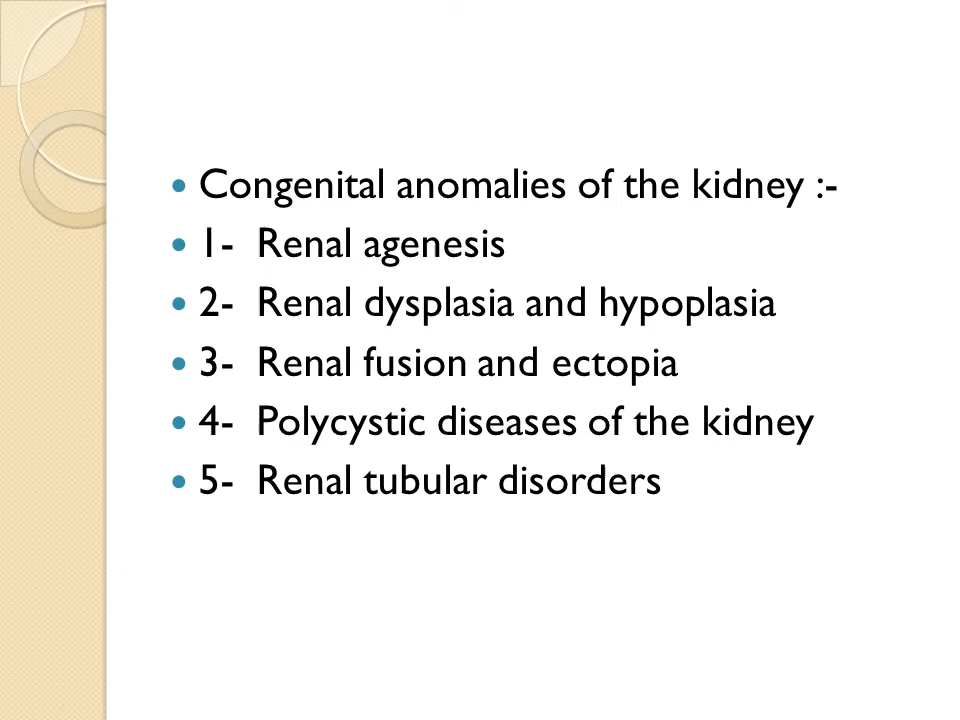 • Congenital anomalies of the kidney :-
• 1- Renal agenesis
• 2- Renal dysplasia and hypoplasia
• 3- Renal fusion and ectopia
• 4- Polycystic diseases of the kidney
• 5- Renal tubular disorders